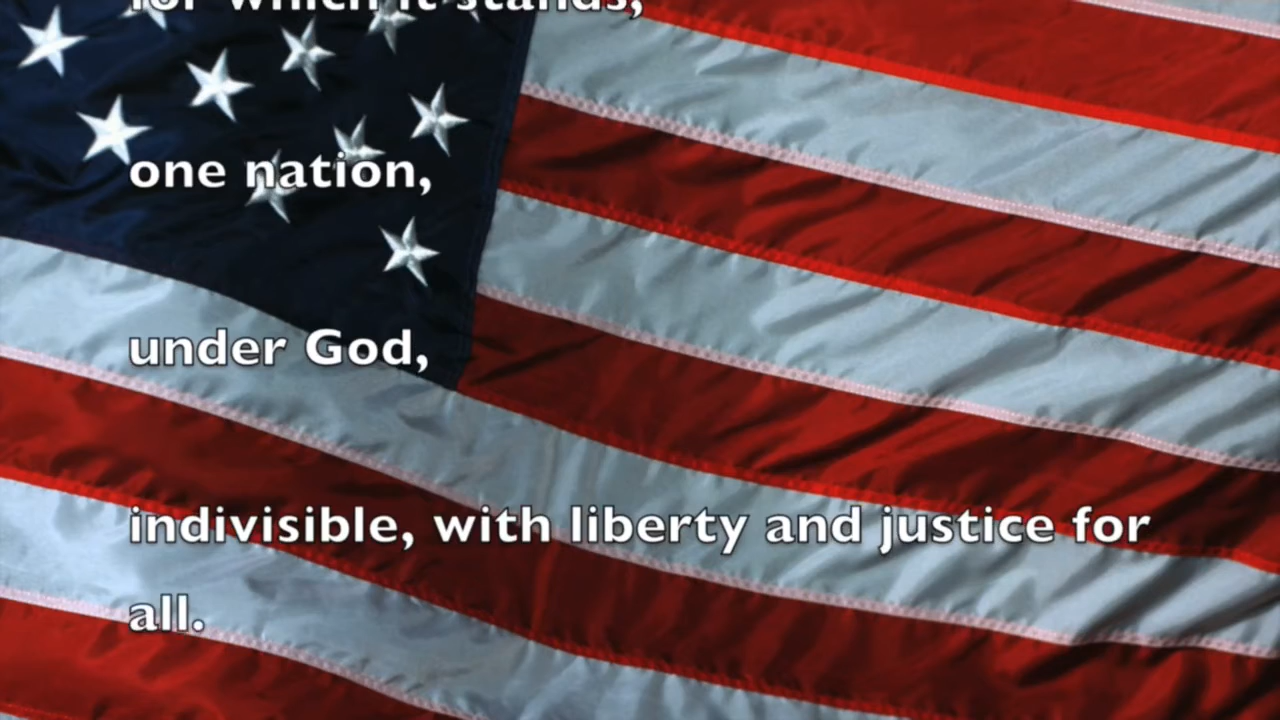 for which it stands,
one nation,
under God,
indivisible, with liberty and justice for
all.